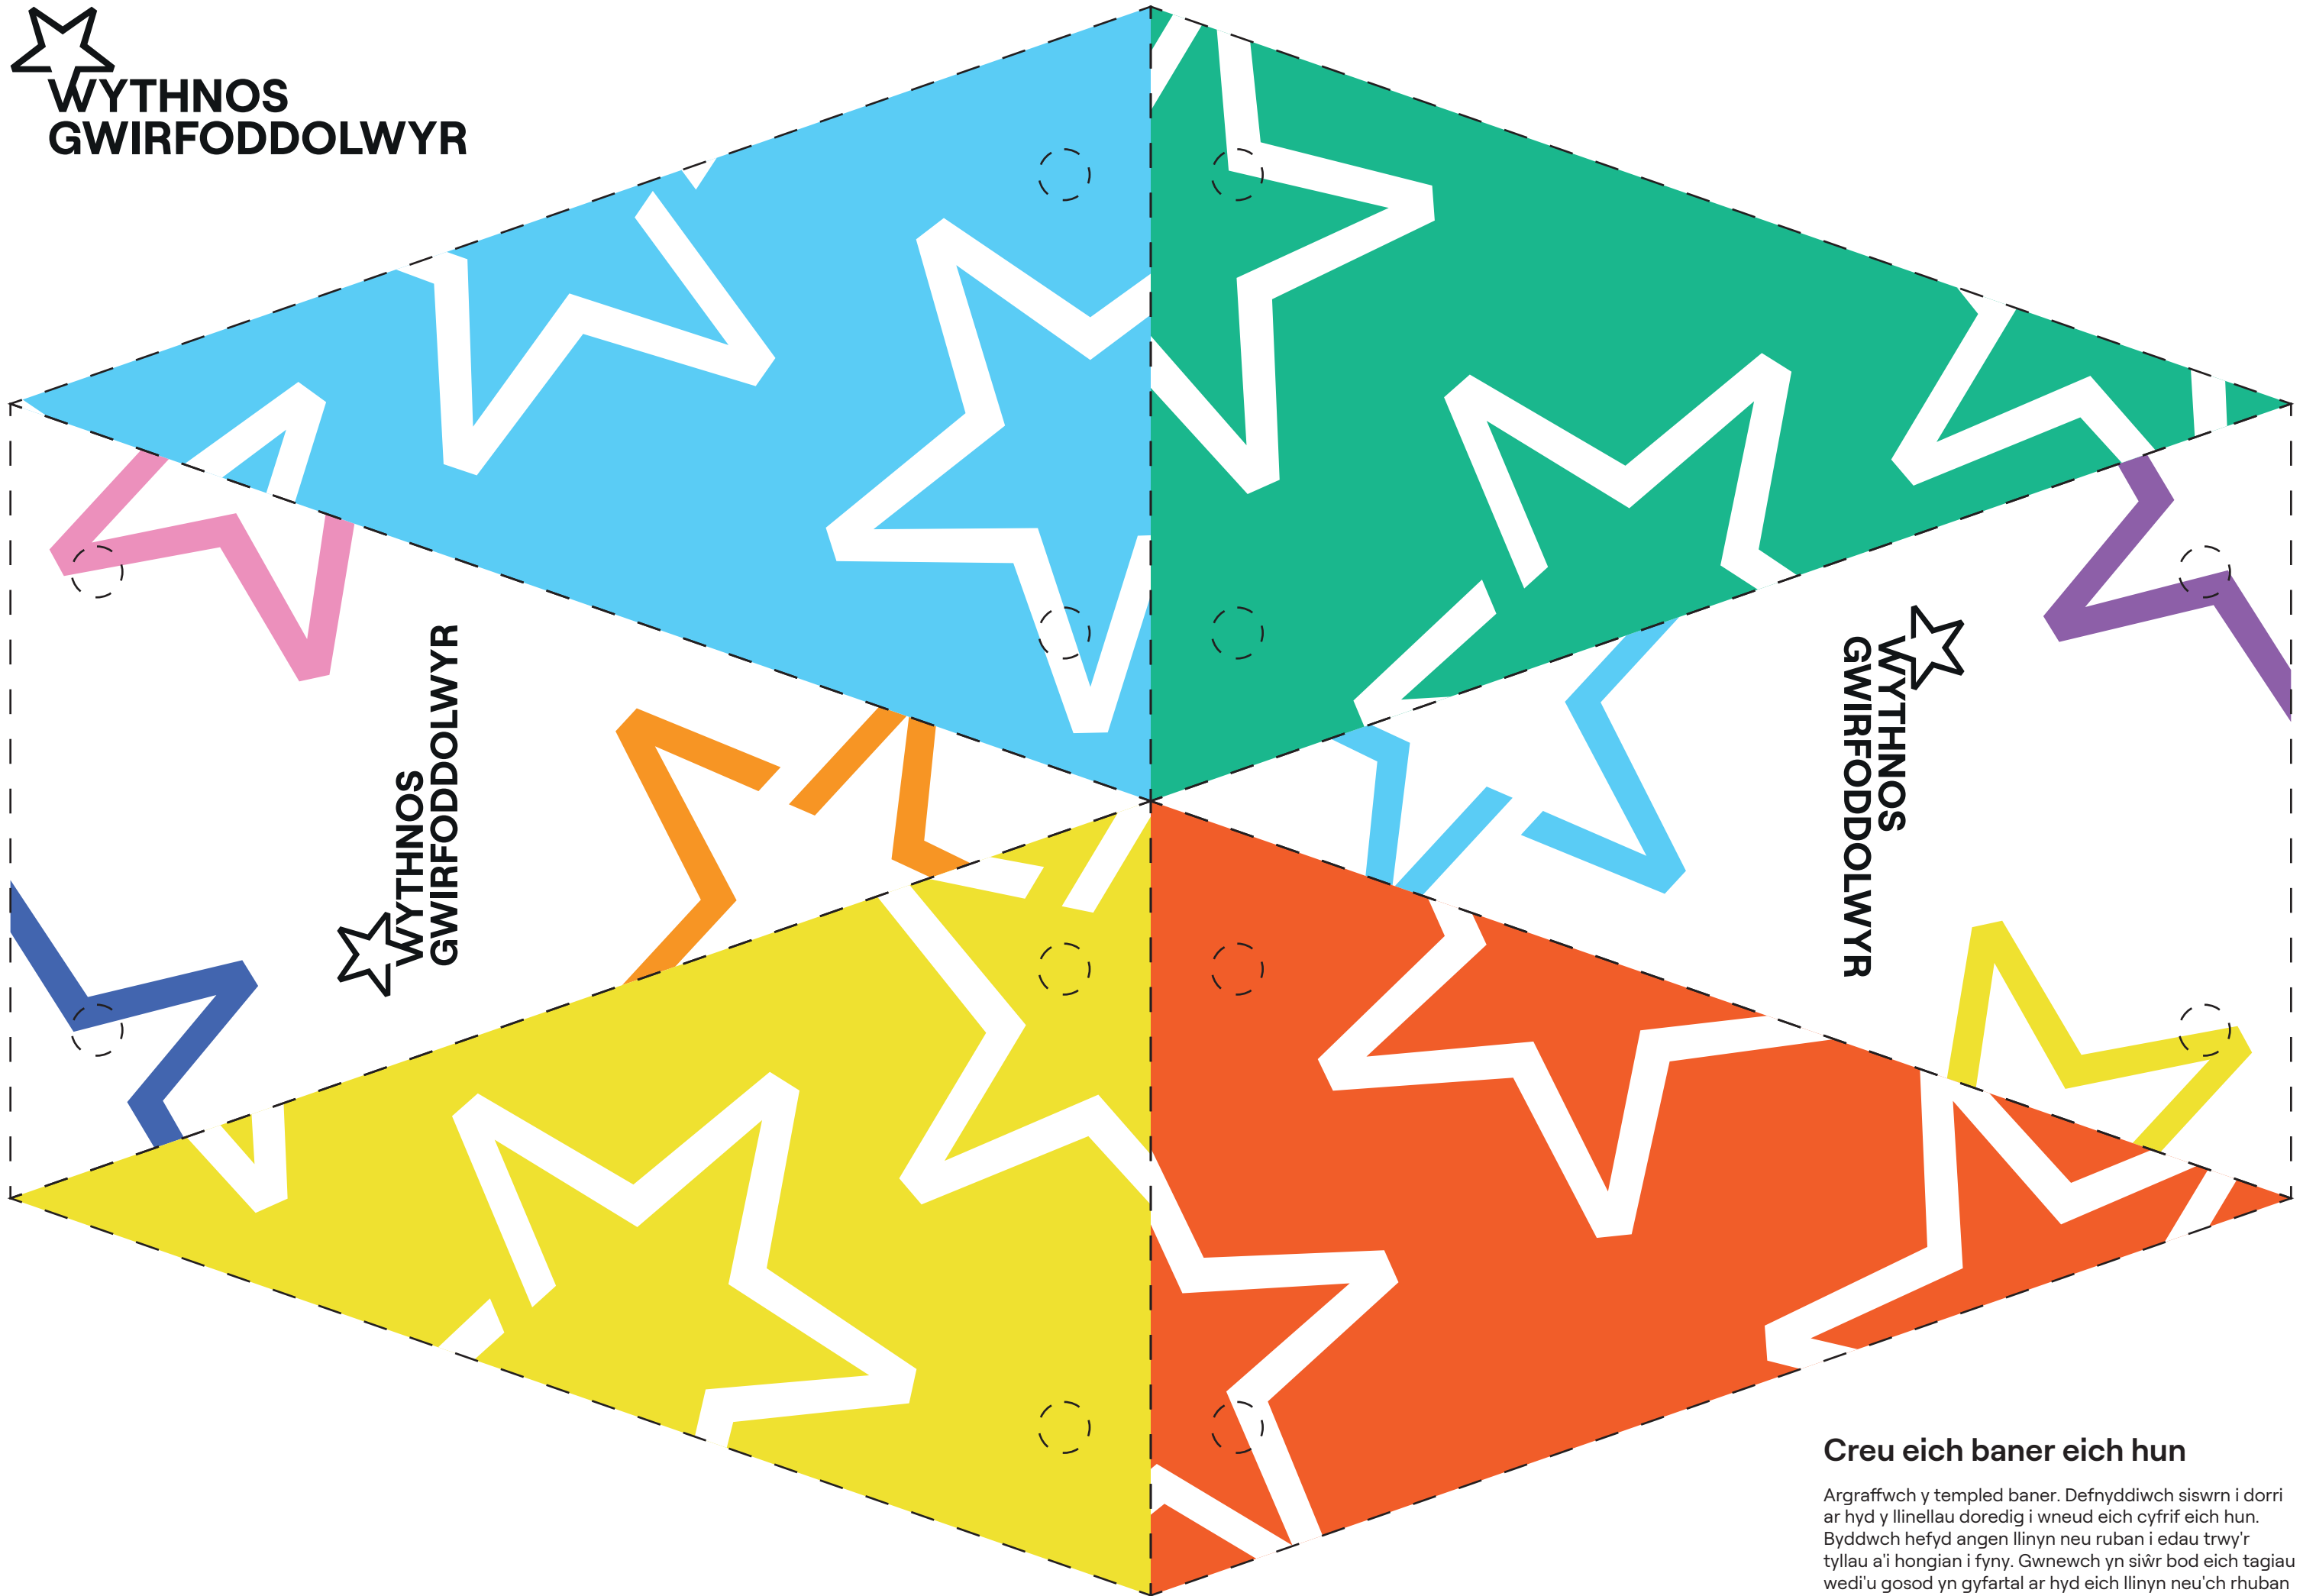 WYTHNOS
GWIRFODDOLWYR
WYTHNOS
GWIRFODDOLWYR
WYTHNOS
GWIRFODDOLWYR
Creu eich baner eich hun
Argraffwch y templed baner. Defnyddiwch siswrn i dorri
ar hyd y llinellau doredig i wneud eich cyfrif eich hun.
Byddwch hefyd angen llinyn neu ruban i edau trwy'r
tyllau a'i hongian i fyny. Gwnewch yn siŵr bod eich tagiau
wedi'u gosod yn gyfartal ar hyd eich llinyn neu'ch rhuban